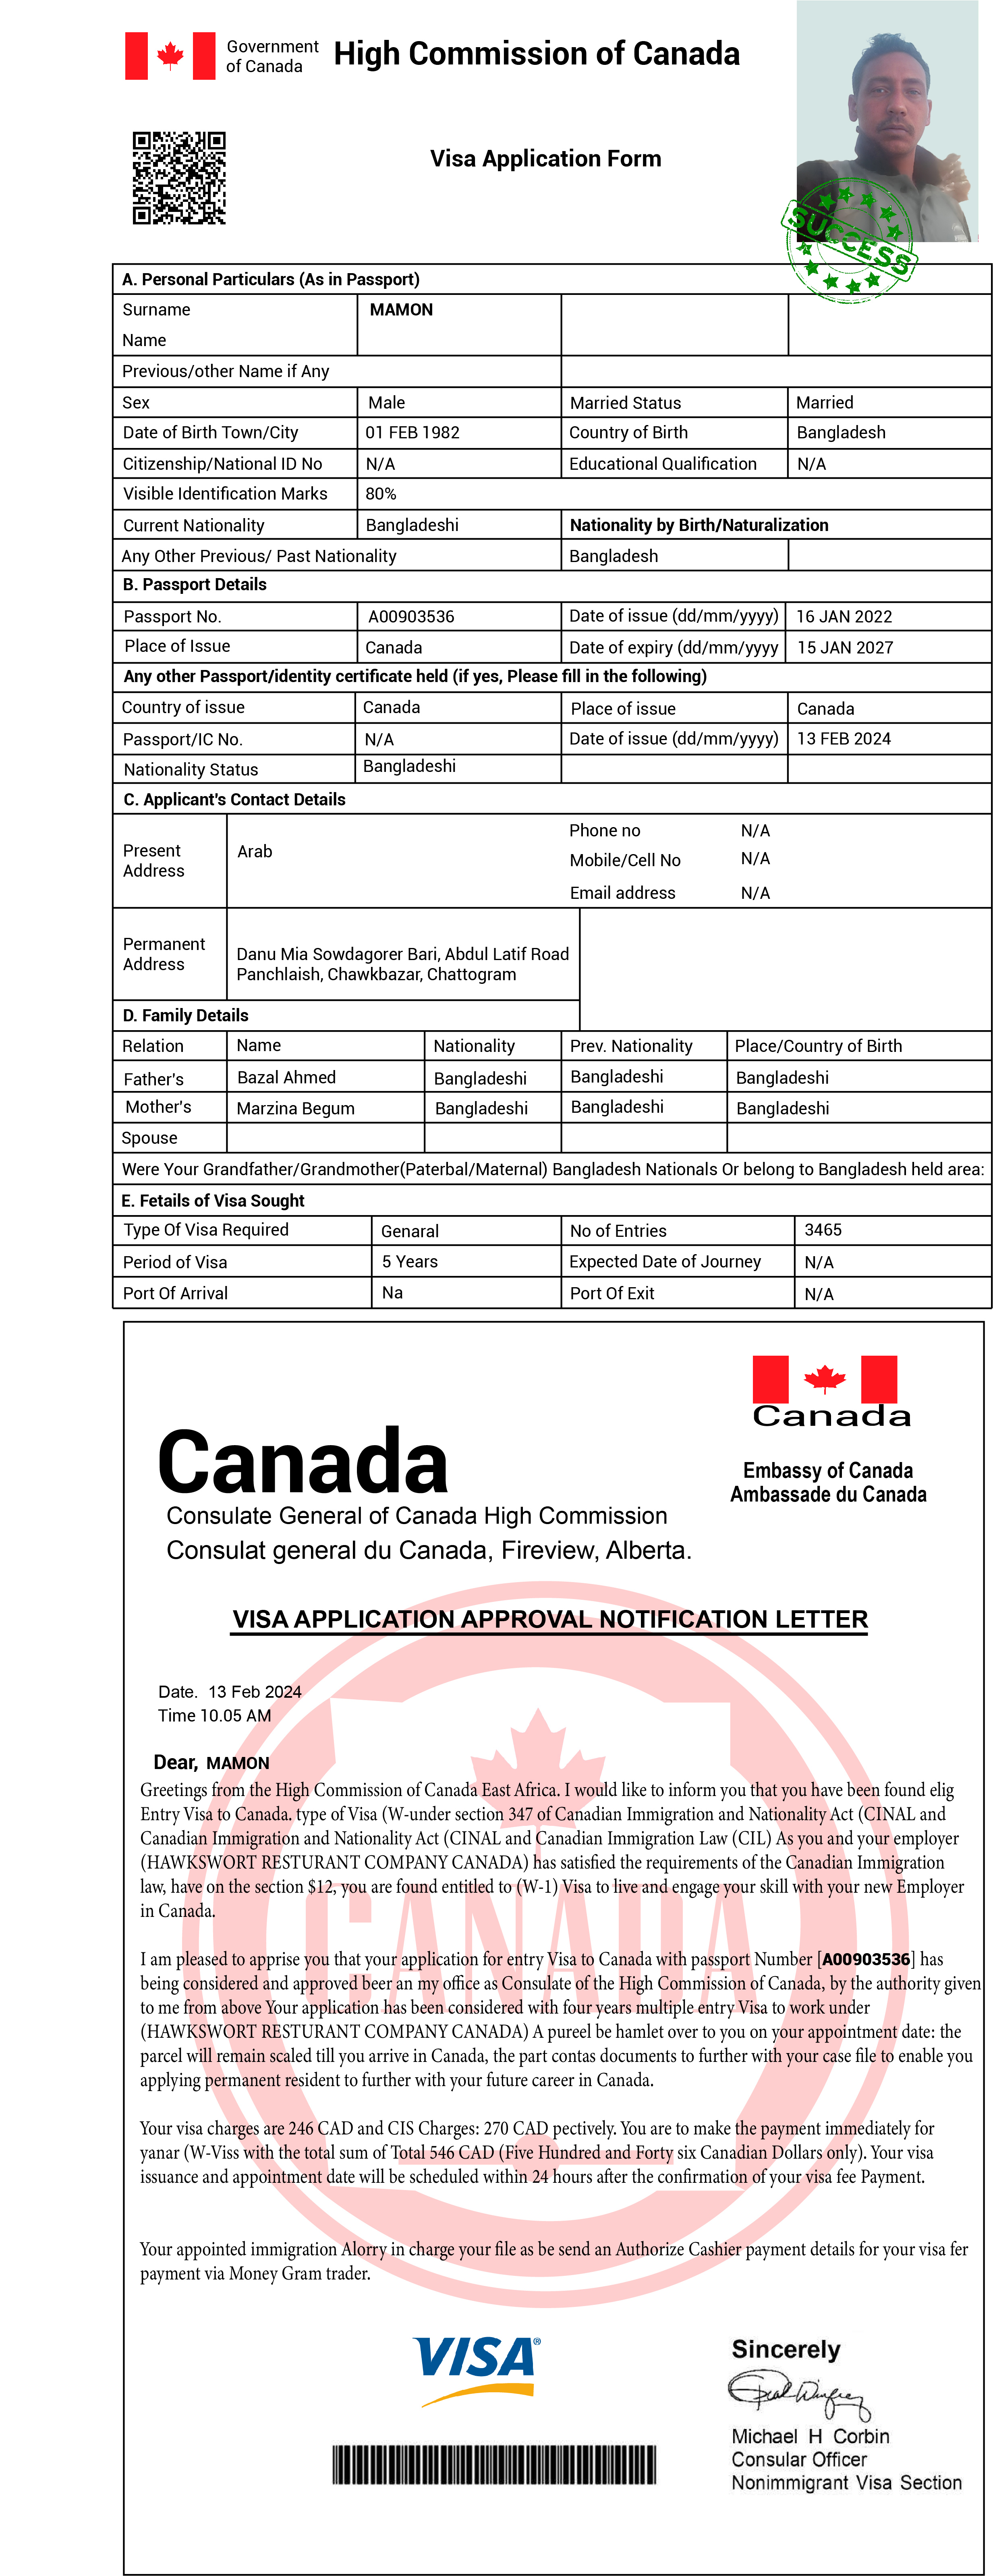 Government
of Canada
High Commission of Canada
Visa Application Form
SUCCESS
A. Personal Particulars (As in Passport)
Surname MAMON
Name
Previous/other Name if Any
Sex Male Married Status Married
Date of Birth Town/City 01 FEB 1982 Country of Birth Bangladesh
Citizenship/National ID No N/A Educational Qualification N/A
Visible Identification Marks 80%
Current Nationality Bangladeshi Nationality by Birth/Naturalization
Any Other Previous/ Past Nationality Bangladesh
B. Passport Details
Passport No. A00903536 Date of issue (dd/mm/yyyy) 16 JAN 2022
Place of Issue Canada Date of expiry (dd/mm/yyyy 15 JAN 2027
Any other Passport/identity certificate held (if yes, Please fill in the following)
Country of issue Canada Place of issue Canada
Passport/IC No. N/A Date of issue (dd/mm/yyyy) 13 FEB 2024
Nationality Status Bangladeshi
C. Applicant's Contact Details
Present
Address
Arab
Phone no N/A
Mobile/Cell No N/A
Email address N/A
Permanent
Address
Danu Mia Sowdagorer Bari, Abdul Latif Road
Panchlaish, Chawkbazar, Chattogram
D. Family Details
Relation Name Nationality Prev. Nationality Place/Country of Birth
Father's Bazal Ahmed Bangladeshi Bangladeshi Bangladeshi
Mother's Marzina Begum Bangladeshi Bangladeshi Bangladeshi
Spouse
Were Your Grandfather/Grandmother(Paterbal/Maternal) Bangladesh Nationals Or belong to Bangladesh held area:
E. Fetails of Visa Sought
Type Of Visa Required Genaral No of Entries 3465
Period of Visa 5 Years Expected Date of Journey N/A
Port Of Arrival Na Port Of Exit N/A
Canada
Embassy of Canada
Ambassade du Canada
Canada
Consulate General of Canada High Commission
Consulat general du Canada, Fireview, Alberta.
VISA APPLICATION APPROVAL NOTIFICATION LETTER
Date. 13 Feb 2024
Time 10.05 AM
Dear, MAMON
Greetings from the High Commission of Canada East Africa. I would like to inform you that you have been found elig
Entry Visa to Canada. type of Visa (W-under section 347 of Canadian Immigration and Nationality Act (CINAL and
Canadian Immigration and Nationality Act (CINAL and Canadian Immigration Law (CIL) As you and your employer
(HAWKSWORT RESTURANT COMPANY CANADA) has satisfied the requirements of the Canadian Immigration
law, have on the section $12, you are found entitled to (W-1) Visa to live and engage your skill with your new Employer
in Canada.
I am pleased to apprise you that your application for entry Visa to Canada with passport Number [A00903536] has
being considered and approved beer an my office as Consulate of the High Commission of Canada, by the authority given
to me from above Your application has been considered with four years multiple entry Visa to work under
(HAWKSWORT RESTURANT COMPANY CANADA) A pureel be hamlet over to you on your appointment date: the
parcel will remain scaled till you arrive in Canada, the part contas documents to further with your case file to enable you
applying permanent resident to further with your future career in Canada.
Your visa charges are 246 CAD and CIS Charges: 270 CAD pectively. You are to make the payment immediately for
yanar (W-Viss with the total sum of Total 546 CAD (Five Hundred and Forty six Canadian Dollars only). Your visa
issuance and appointment date will be scheduled within 24 hours after the confirmation of your visa fee Payment.
Your appointed immigration Alorry in charge your file as be send an Authorize Cashier payment details for your visa fer
payment via Money Gram trader.
CANADA
VISA®
Sincerely
Michael H Corbin
Consular Officer
Nonimmigrant Visa Section